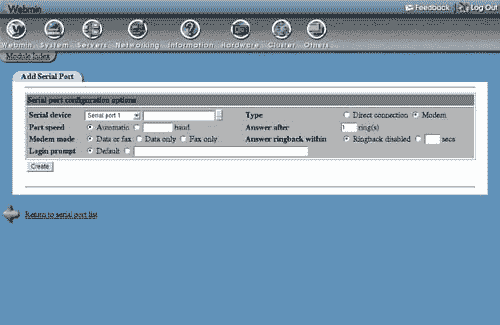 Webmin
Feedback Log Out
Webmin System Servers Networking Information Hardware Cluster Others
Module Index
Add Serial Port
Serial port configuration options
Serial device Serial port 1 ... Type Direct connection Modem
Port speed Automatic baud Answer after 1 ring(s)
Modem mode Data or fax Data only Fax only Answer ringback within Ringback disabled secs
Login prompt Default
Create
Return to serial port list